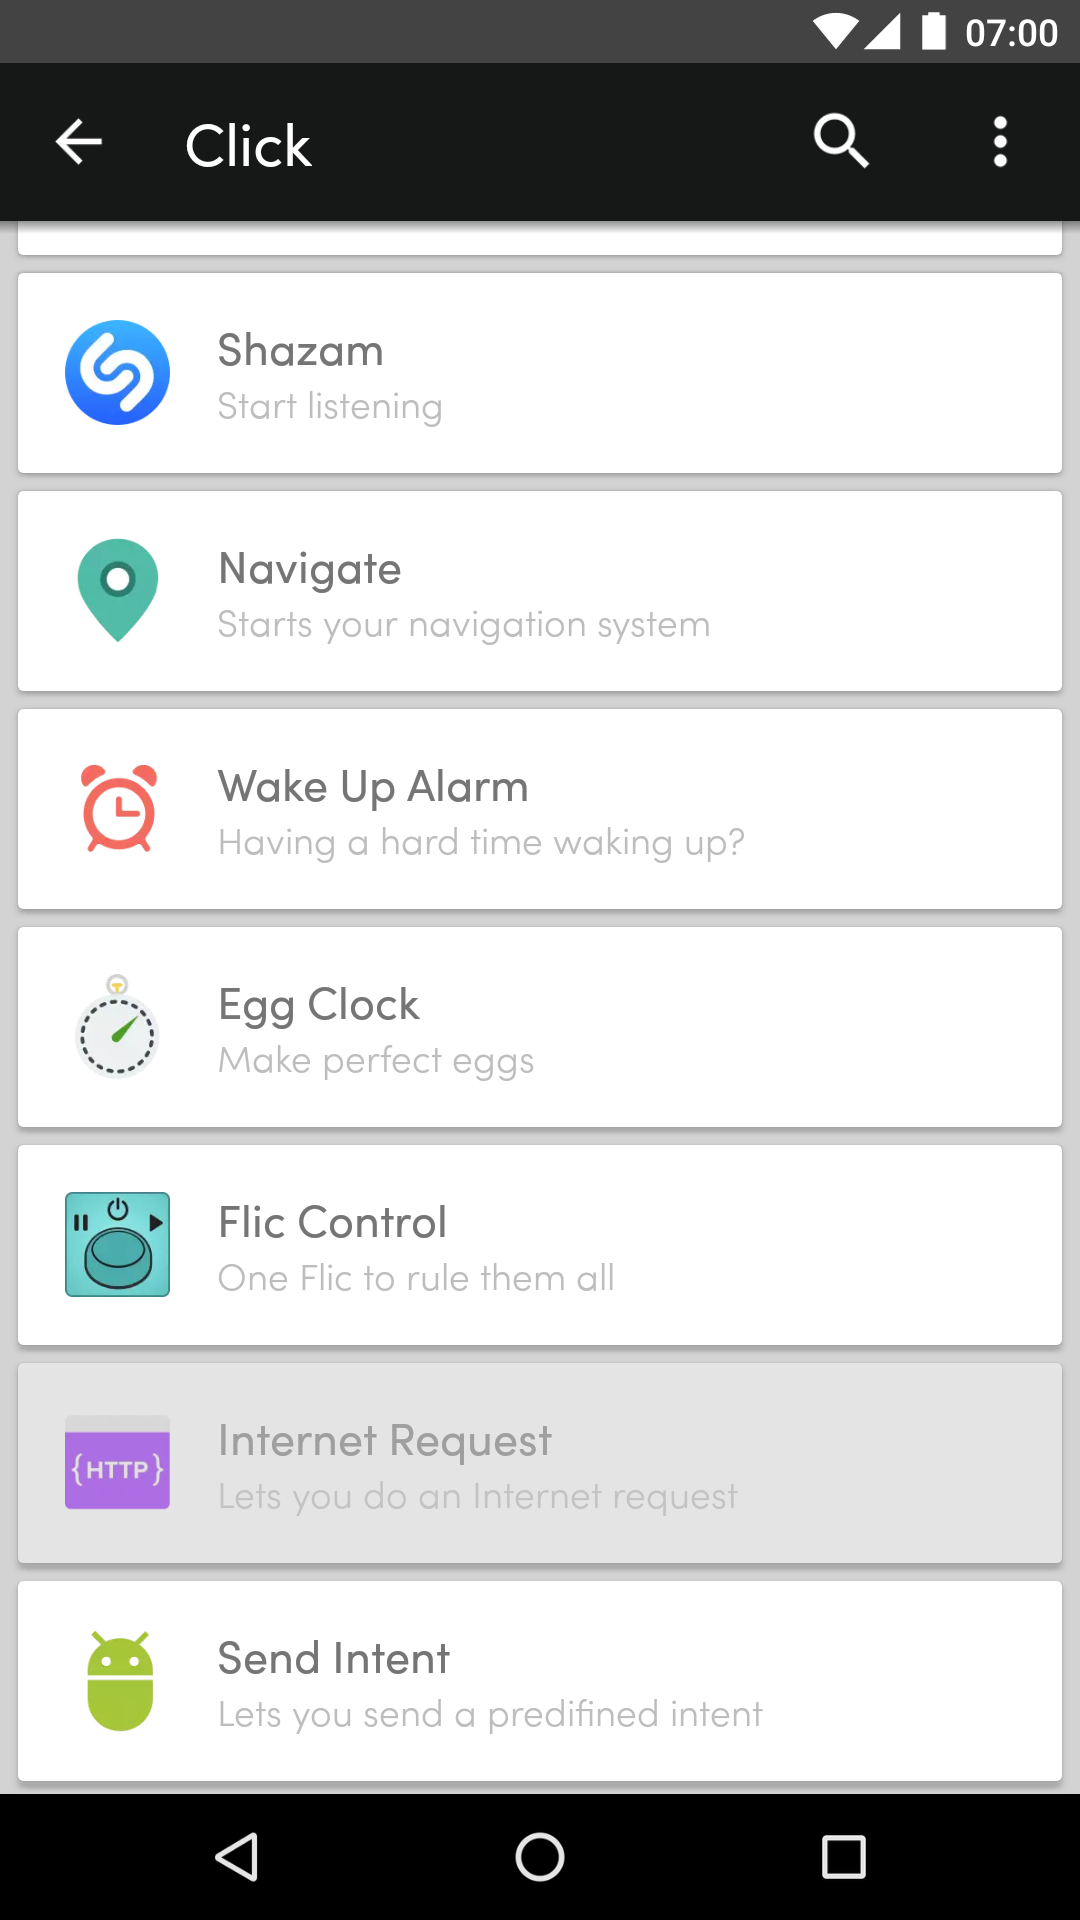 07:00
Click
Shazam
Start listening
Navigate
Starts your navigation system
Wake Up Alarm
Having a hard time waking up?
Egg Clock
Make perfect eggs
Flic Control
One Flic to rule them all
{HTTP}
Internet Request
Lets you do an Internet request
Send Intent
Lets you send a predifined intent